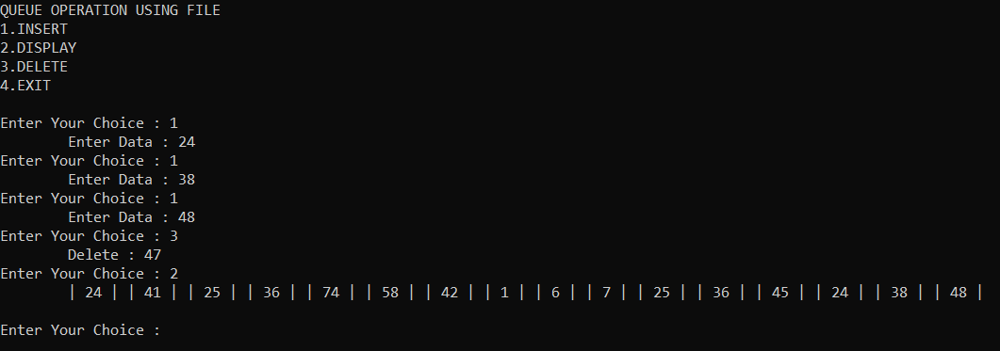 QUEUE OPERATION USING FILE
1.INSERT
2.DISPLAY
3.DELETE
4.EXIT
Enter Your Choice : 1
Enter Data : 24
Enter Your Choice : 1
Enter Data : 38
Enter Your Choice : 1
Enter Data : 48
Enter Your Choice : 3
Delete : 47
Enter Your Choice : 2
| 24 | | 41 | | 25 | | 36 | | 74 | | 58 | | 42 | | 1 | | 6 | | 7 | | 25 | | 36 | | 45 | | 24 | | 38 | | 48 |
Enter Your Choice :